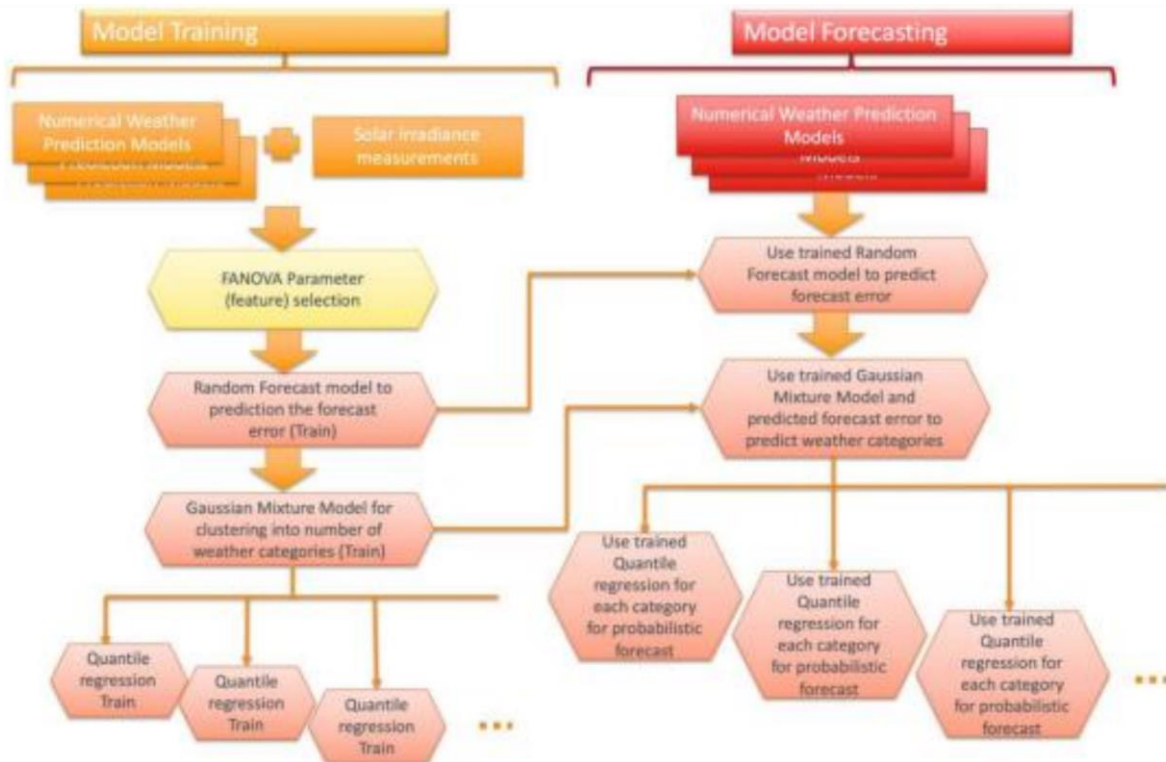 Model Training
Numerical Weather
Prediction Models
Prediction Models
Solar irradiance
measurements
FANOVA Parameter
(feature) selection
Random Forecast model to
prediction the forecast
error (Train)
Gaussian Mixture Model for
clustering into number of
weather categories (Train)
Quantile
regression
Train
Quantile
regression
Train
Quantile
regression
Train
Model Forecasting
Numerical Weather Prediction
Models
Models
Models
Use trained Random
Forecast model to predict
forecast error
Use trained Gaussian
Mixture Model and
predicted forecast error to
predict weather categories
Use trained
Quantile
regression for
each category
for probabilistic
forecast
Use trained
Quantile
regression for
each category
for probabilistic
forecast
Use trained
Quantile
regression for
each category
for probabilistic
forecast